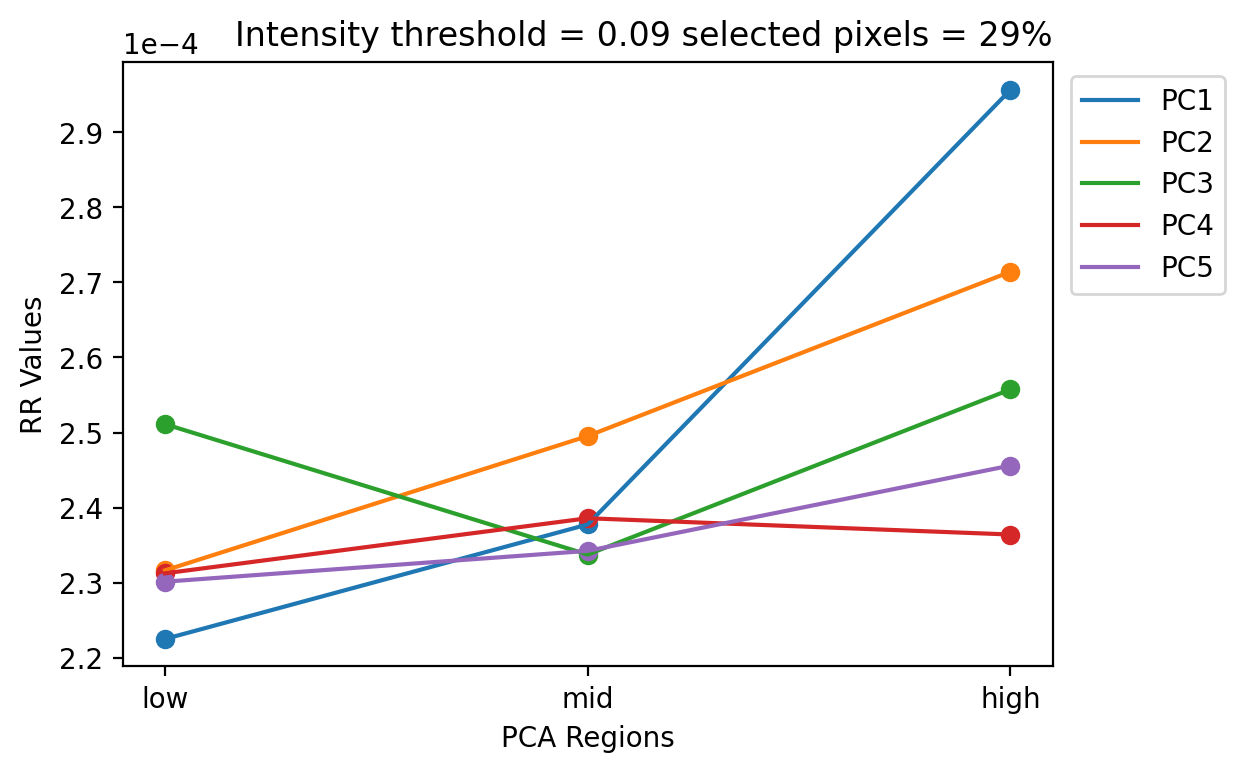 Intensity threshold = 0.09 selected pixels = 29%
1e−4
2.9
2.8
2.7
2.6
2.5
2.4
2.3
2.2
RR Values
low
mid
high
PCA Regions
PC1
PC2
PC3
PC4
PC5